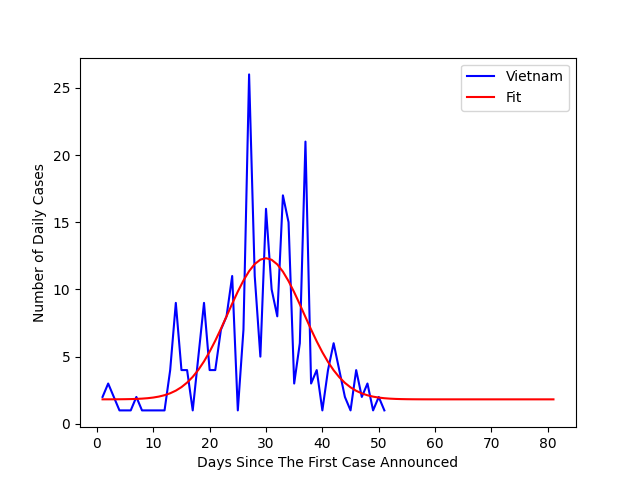 Vietnam
Fit
25
20
15
10
5
0
0 10 20 30 40 50 60 70 80
Number of Daily Cases
Days Since The First Case Announced